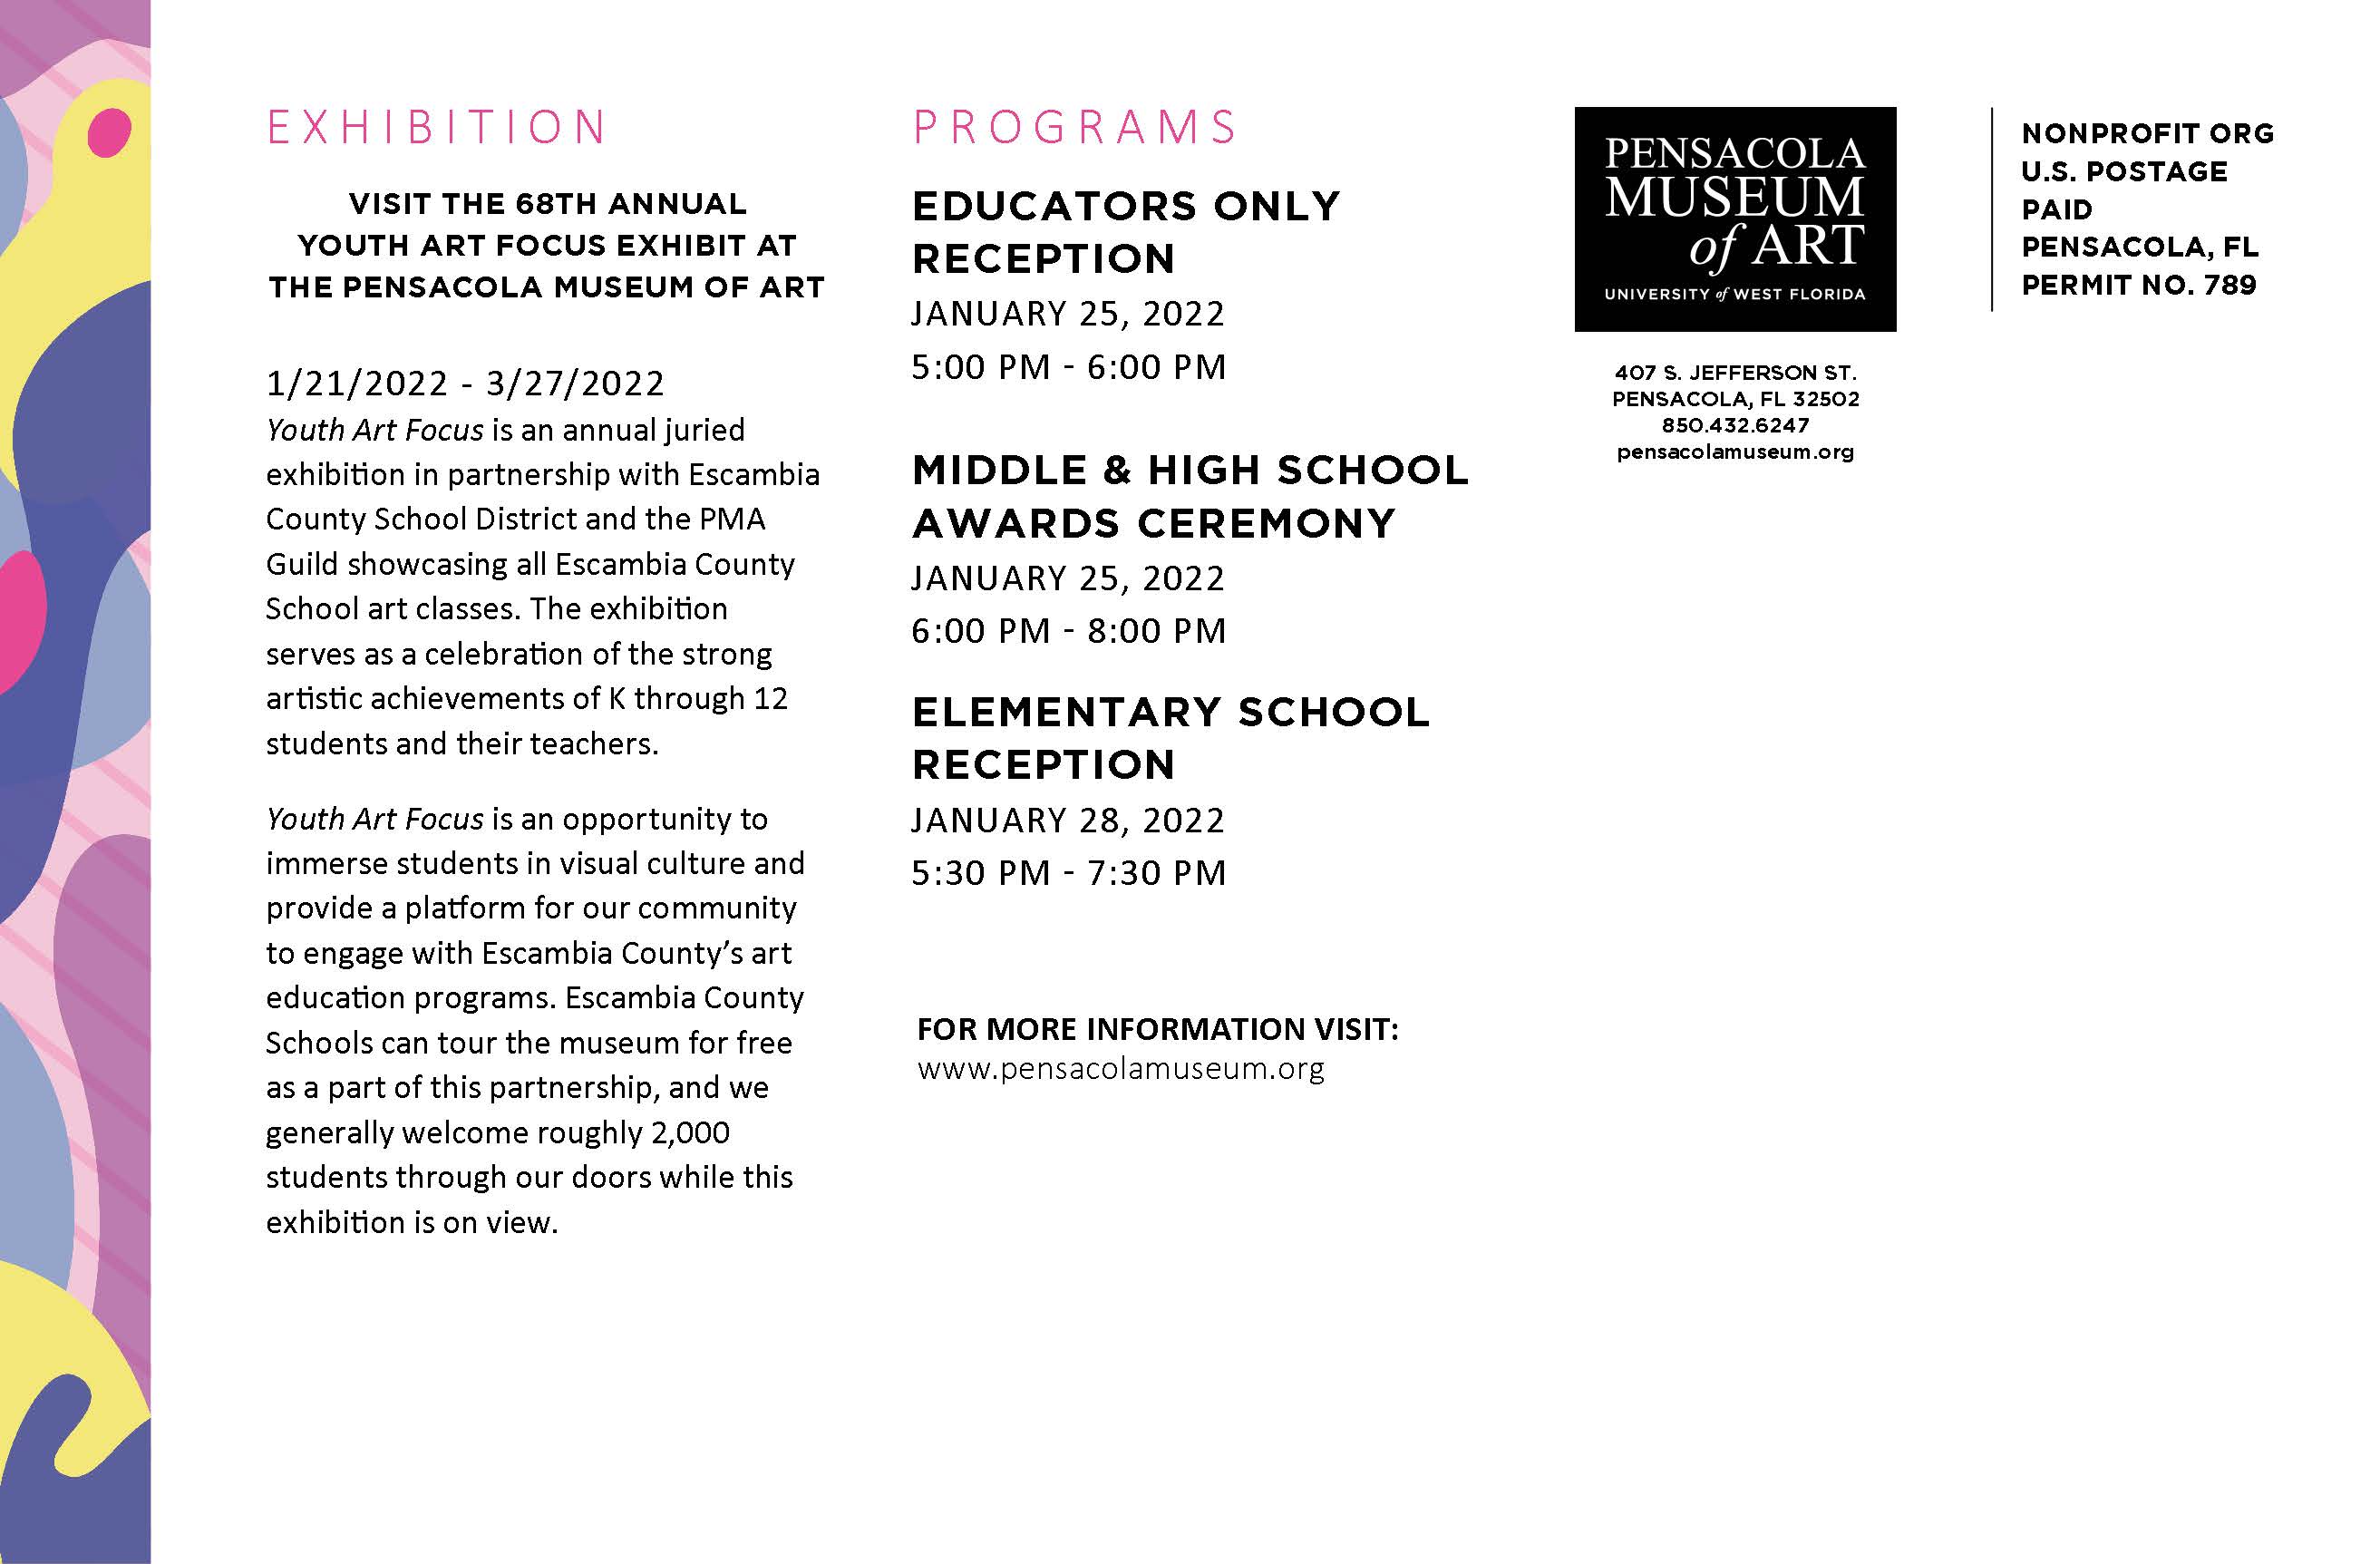 EXHIBITION
VISIT THE 68TH ANNUAL
YOUTH ART FOCUS EXHIBIT AT
THE PENSACOLA MUSEUM OF ART
1/21/2022 - 3/27/2022
Youth Art Focus is an annual juried
exhibition in partnership with Escambia
County School District and the PMA
Guild showcasing all Escambia County
School art classes. The exhibition
serves as a celebration of the strong
artistic achievements of K through 12
students and their teachers.
Youth Art Focus is an opportunity to
immerse students in visual culture and
provide a platform for our community
to engage with Escambia County’s art
education programs. Escambia County
Schools can tour the museum for free
as a part of this partnership, and we
generally welcome roughly 2,000
students through our doors while this
exhibition is on view.
PROGRAMS
EDUCATORS ONLY
RECEPTION
JANUARY 25, 2022
5:00 PM - 6:00 PM
MIDDLE & HIGH SCHOOL
AWARDS CEREMONY
JANUARY 25, 2022
6:00 PM - 8:00 PM
ELEMENTARY SCHOOL
RECEPTION
JANUARY 28, 2022
5:30 PM - 7:30 PM
FOR MORE INFORMATION VISIT:
www.pensacolamuseum.org
PENSACOLA
MUSEUM
of ART
UNIVERSITY of WEST FLORIDA
407 S. JEFFERSON ST.
PENSACOLA, FL 32502
850.432.6247
pensacolamuseum.org
NONPROFIT ORG
U.S. POSTAGE
PAID
PENSACOLA, FL
PERMIT NO. 789